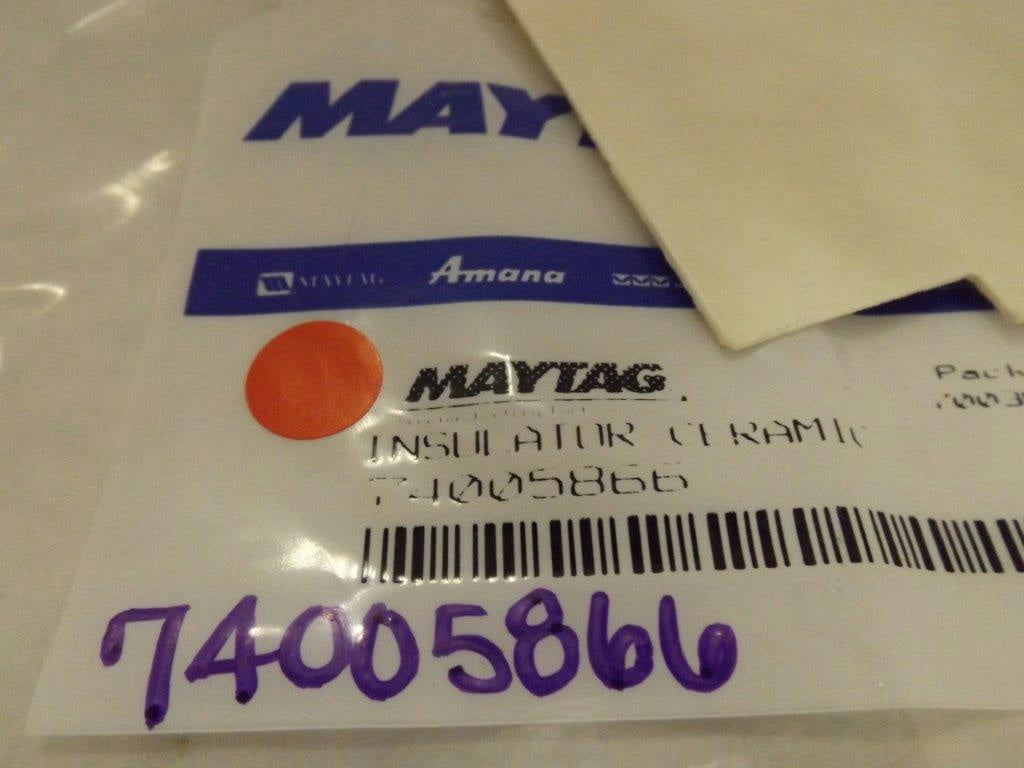 MAYT
MAYTAG Amana
MAYTAG
INSULATOR CERAMIC
74005866
74005866